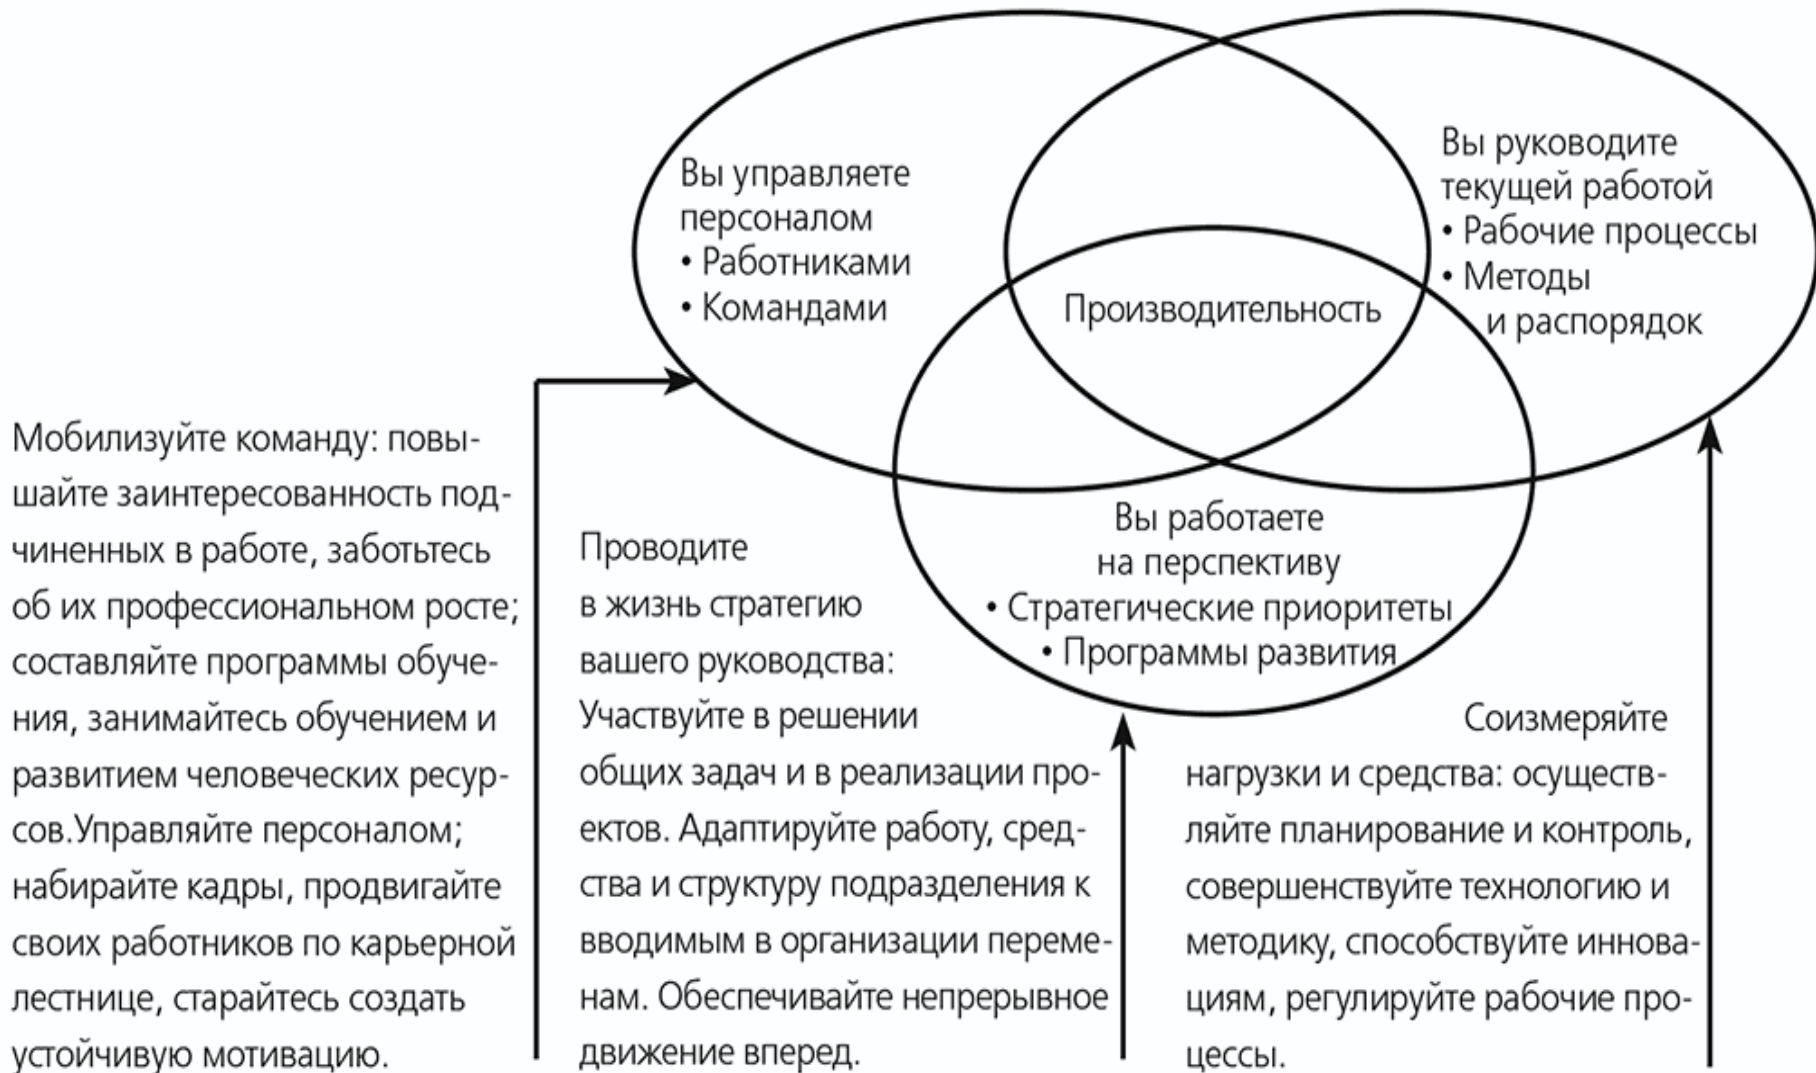 Вы управляете
персоналом
• Работниками
• Командами
Вы руководите
текущей работой
• Рабочие процессы
• Методы
и распорядок
Производительность
Вы работаете
на перспективу
• Стратегические приоритеты
• Программы развития
Мобилизуйте команду: повы-
шайте заинтересованность под-
чиненных в работе, заботьтесь
об их профессиональном росте;
составляйте программы обуче-
ния, занимайтесь обучением и
развитием человеческих ресур-
сов.Управляйте персоналом;
набирайте кадры, продвигайте
своих работников по карьерной
лестнице, старайтесь создать
устойчивую мотивацию.
Проводите
в жизнь стратегию
вашего руководства:
Участвуйте в решении
общих задач и в реализации про-
ектов. Адаптируйте работу, сред-
ства и структуру подразделения к
вводимым в организации переме-
нам. Обеспечивайте непрерывное
движение вперед.
Соизмеряйте
нагрузки и средства: осуществ-
ляйте планирование и контроль,
совершенствуйте технологию и
методику, способствуйте иннова-
циям, регулируйте рабочие про-
цессы.